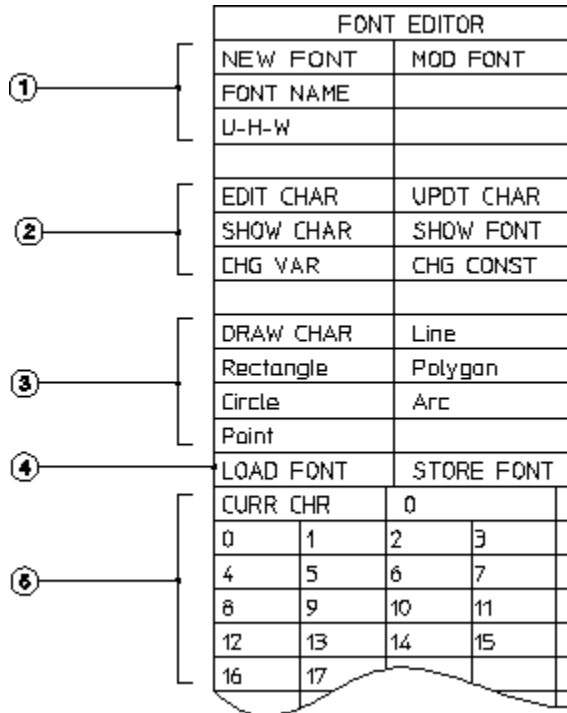 FONT EDITOR
1
NEW FONT MOD FONT
FONT NAME
U-H-W
2
EDIT CHAR UPDT CHAR
SHOW CHAR SHOW FONT
CHG VAR CHG CONST
3
DRAW CHAR Line
Rectangle Polygon
Circle Arc
Point
4
LOAD FONT STORE FONT
5
CURR CHR 0
0 1 2 3
4 5 6 7
8 9 10 11
12 13 14 15
16 17